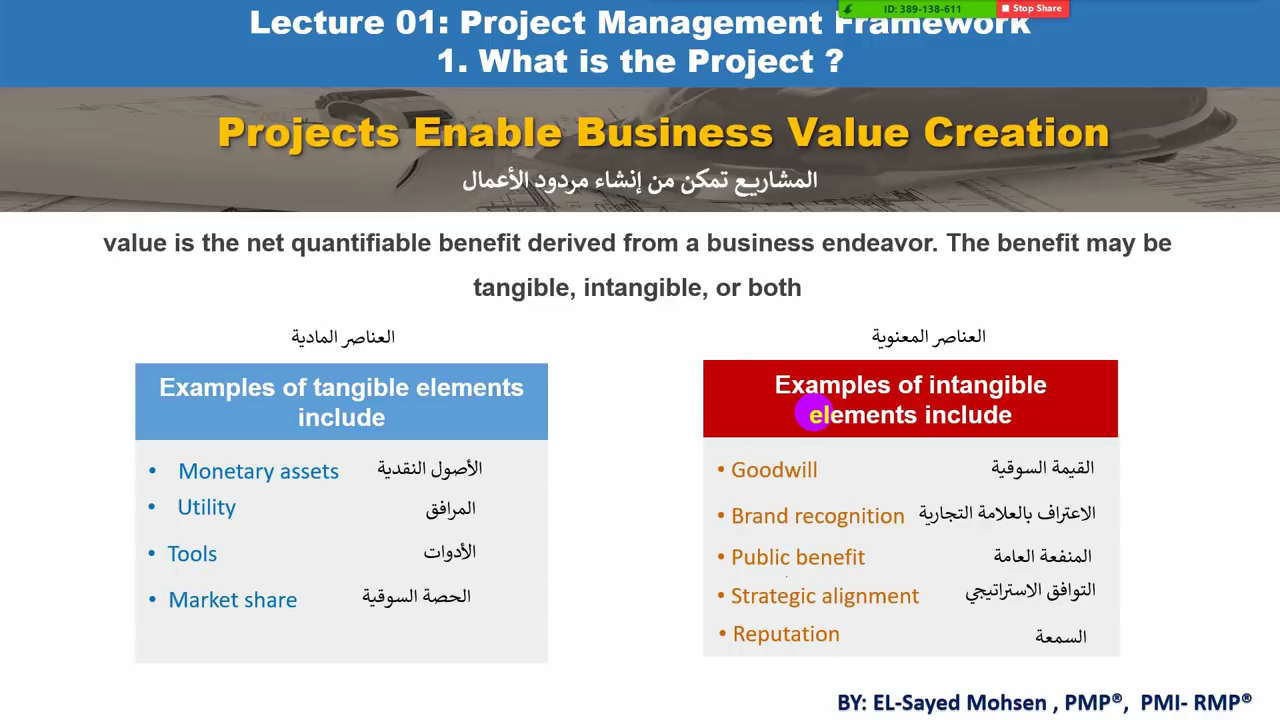 ID: 389-138-611
Stop Share
Lecture 01: Project Management Framework
1. What is the Project ?
Projects Enable Business Value Creation
المشاريع تمكن من إنشاء مردود الأعمال
value is the net quantifiable benefit derived from a business endeavor. The benefit may be
tangible, intangible, or both
العناصر المادية
Examples of tangible elements
include
• Monetary assets الأصول النقدية
• Utility المرافق
• Tools الأدوات
• Market share الحصة السوقية
العناصر المعنوية
Examples of intangible
elements include
• Goodwill القيمة السوقية
• Brand recognition الاعتراف بالعلامة التجارية
• Public benefit المنفعة العامة
• Strategic alignment التوافق الاستراتيجي
• Reputation السمعة
BY: EL-Sayed Mohsen , PMP®, PMI- RMP®